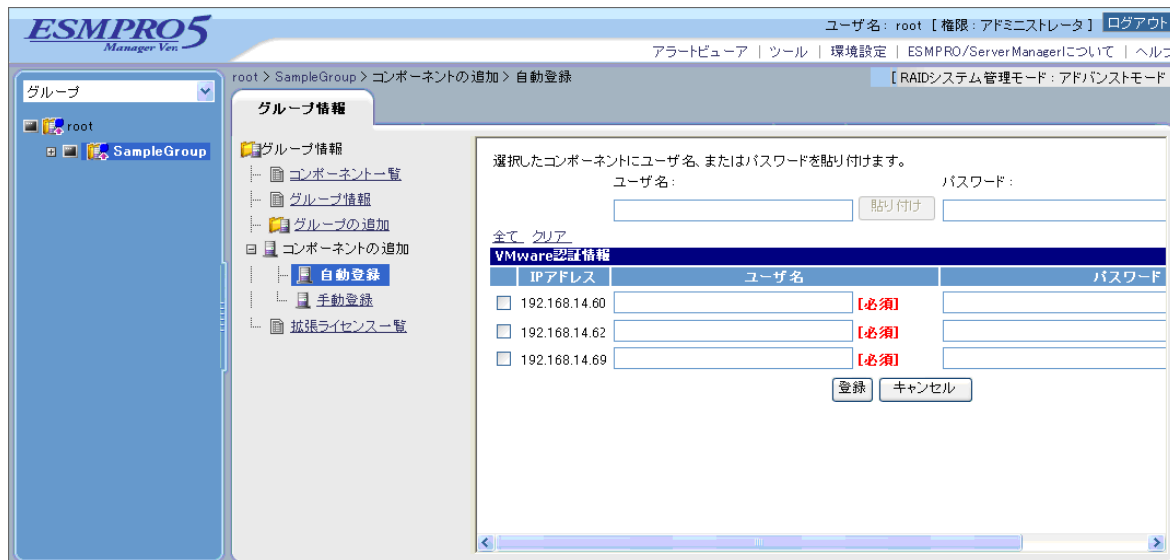 ESMPRO5
Manager Ver.
ユーザ名: root [権限:アドミニストレータ] ログアウト
アラートビューア | ツール | 環境設定 | ESMPRO/ServerManagerについて |
root > SampleGroup > コンポーネントの追加 > 自動登録
[ RAIDシステム管理モード:アドバンストモード
グループ
root
SampleGroup
グループ情報
グループ情報
コンポーネント一覧
グループ情報
グループの追加
コンポーネントの追加
自動登録
手動登録
拡張ライセンス一覧
選択したコンポーネントにユーザ名、またはパスワードを貼り付けます。
ユーザ名: パスワード:
貼り付け
全て クリア
VMware認証情報
IPアドレス ユーザ名 パスワード
192.168.14.60 [必須]
192.168.14.62 [必須]
192.168.14.69 [必須]
登録 キャンセル